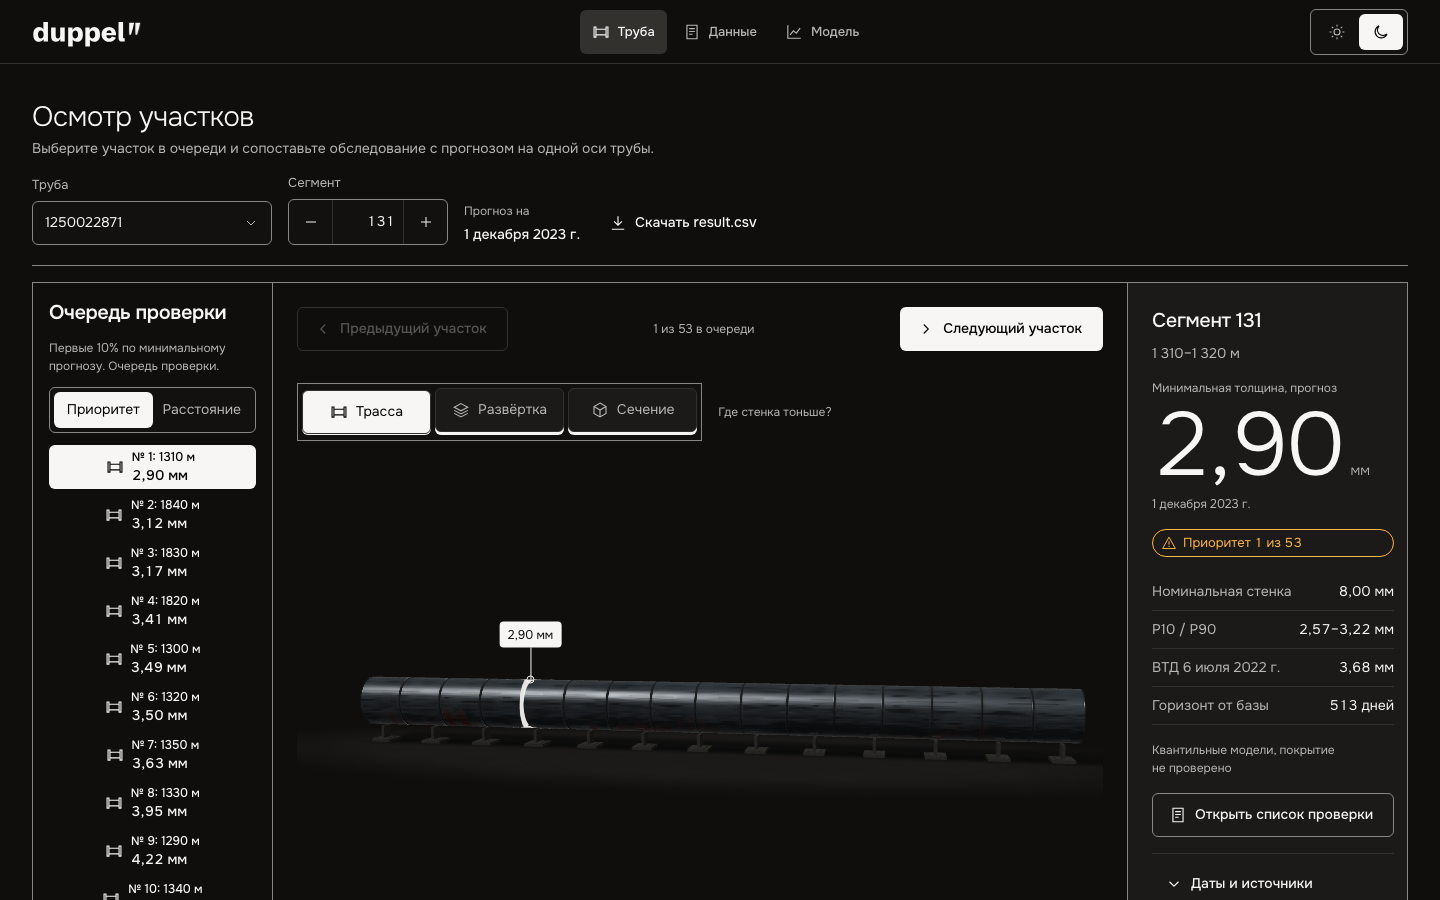 duppel"
Труба
Данные
Модель
Осмотр участков
Выберите участок в очереди и сопоставьте обследование с прогнозом на одной оси трубы.
Труба
1250022871
Сегмент
− 131 +
Прогноз на
1 декабря 2023 г.
Скачать result.csv
Очередь проверки
Первые 10% по минимальному
прогнозу. Очередь проверки.
Приоритет
Расстояние
№ 1: 1310 м
2,90 мм
№ 2: 1840 м
3,12 мм
№ 3: 1830 м
3,17 мм
№ 4: 1820 м
3,41 мм
№ 5: 1300 м
3,49 мм
№ 6: 1320 м
3,50 мм
№ 7: 1350 м
3,63 мм
№ 8: 1330 м
3,95 мм
№ 9: 1290 м
4,22 мм
№ 10: 1340 м
Предыдущий участок
1 из 53 в очереди
Следующий участок
Трасса
Развёртка
Сечение
Где стенка тоньше?
2,90 мм
Сегмент 131
1 310–1 320 м
Минимальная толщина, прогноз
2,90 мм
1 декабря 2023 г.
Приоритет 1 из 53
Номинальная стенка 8,00 мм
P10 / P90 2,57–3,22 мм
ВТД 6 июля 2022 г. 3,68 мм
Горизонт от базы 513 дней
Квантильные модели, покрытие
не проверено
Открыть список проверки
Даты и источники